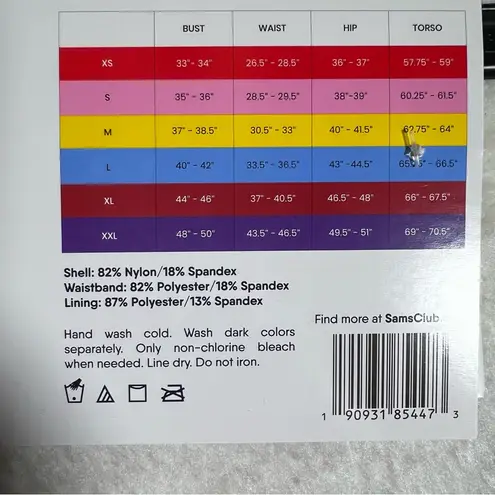 BUST WAIST HIP TORSO
XS 33" - 34" 26.5" - 28.5" 36" - 37" 57.75" - 59"
S 35" - 36" 28.5" - 29.5" 38"-39" 60.25" - 61.5"
M 37" - 38.5" 30.5" - 33" 40" - 41.5" - 64"
L 40" - 42" 33.5" - 36.5" 43" -44.5" - 66.5"
XL 44" - 46" 37" - 40.5" 46.5" - 48" 66" - 67.5"
XXL 48" - 50" 43.5" - 46.5" 49.5" - 51" 69" - 70.5"
Shell: 82% Nylon/18% Spandex
Waistband: 82% Polyester/18% Spandex
Lining: 87% Polyester/13% Spandex
Hand wash cold. Wash dark colors
separately. Only non-chlorine bleach
when needed. Line dry. Do not iron.
Find more at SamsClub
1 90931 85447 3